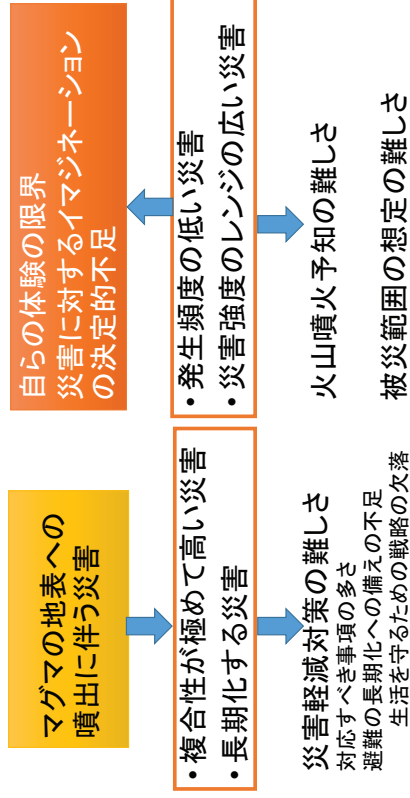 マグマの地表への
噴出に伴う災害
・複合性が極めて高い災害
・長期化する災害
災害軽減対策の難しさ
対応すべき事項の多さ
避難の長期化への備えの不足
生活を守るための戦略の欠落
自らの体験の限界
災害に対するイマジネーション
の決定的不足
・発生頻度の低い災害
・災害強度のレンジの広い災害
火山噴火予知の難しさ
被災範囲の想定の難しさ